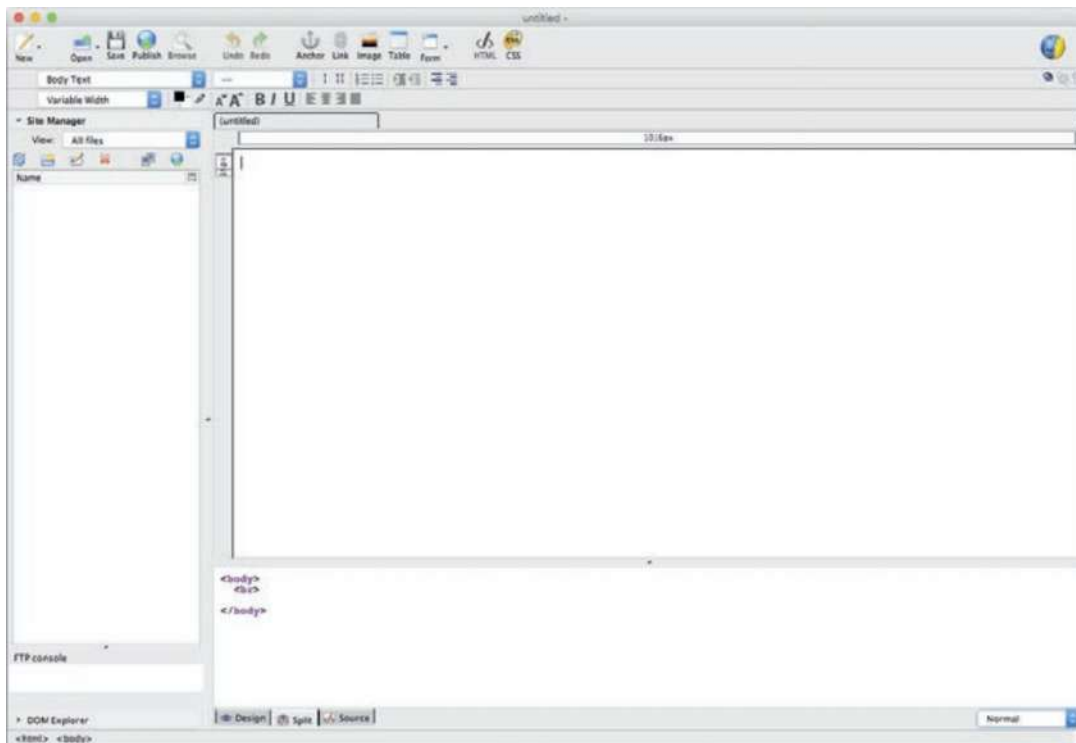 untitled -
New Open Save Publish Browse Undo Redo Anchor Link Image Table Form HTML CSS
Body Text
Variable Width B I U
Site Manager
(untitled)
View: All files
1016px
Name
<body>
<br>
</body>
FTP console
DOM Explorer
Design Split Source
Normal
<html> <body>